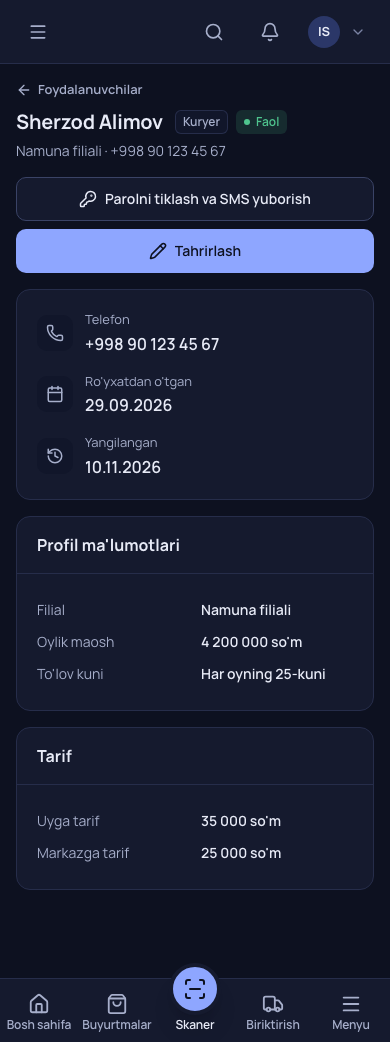 IS
Foydalanuvchilar
Sherzod Alimov Kuryer Faol
Namuna filiali · +998 90 123 45 67
Parolni tiklash va SMS yuborish
Tahrirlash
Telefon
+998 90 123 45 67
Ro'yxatdan o'tgan
29.09.2026
Yangilangan
10.11.2026
Profil ma'lumotlari
Filial Namuna filiali
Oylik maosh 4 200 000 so'm
To'lov kuni Har oyning 25-kuni
Tarif
Uyga tarif 35 000 so'm
Markazga tarif 25 000 so'm
Bosh sahifa Buyurtmalar Skaner Biriktirish Menyu